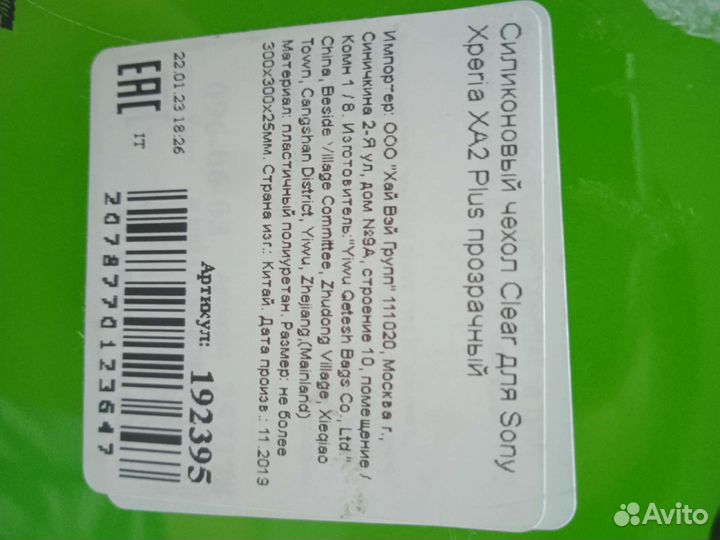 Силиконовый чехол Clear для Sony
Xperia XA2 Plus прозрачный
Импортер: ООО "Хай Вэй Групп" 111020, Москва г.,
Синичкина 2-Я ул, дом №9А, строение 10, помещение /
Комн 1 / 8. Изготовитель:"Yiwu Qetesh Bags Co., Ltd."
China, Beside Village Committee, Zhudong Village, Xieqiao
Town, Cangshan District, Yiwu, Zhejiang,(Mainland)
Материал: пластичный полиуретан. Размер: не более
300х300х25мм. Страна изг.: Китай. Дата произв.: 11.2019
Артикул: 192395
2078770123647
22.01.23 18:26
EAC
IT
Avito